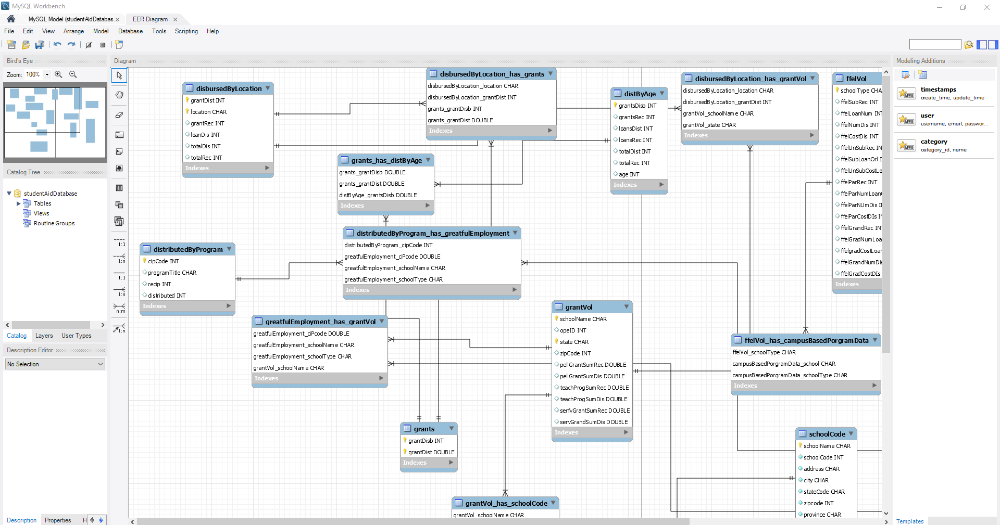 MySQL Workbench
MySQL Model (studentAidDatabas.
EER Diagram
File Edit View Arrange Model Database Tools Scripting Help
Bird's Eye
Zoom: 100%
Catalog Tree
studentAidDatabase
Tables
Views
Routine Groups
Catalog Layers User Types
Description Editor
No Selection
Description Properties H
Diagram
1:1
1:n
1:1
1:n
n:m
1:n
disbursedByLocation
grantDist INT
location CHAR
grantRec INT
loanDis INT
totalDis INT
totalRec INT
Indexes
disbursedByLocation_has_grants
disbursedByLocation_location CHAR
disbursedByLocation_grantDist INT
grants_grantDisb INT
grants_grantDist DOUBLE
Indexes
distByAge
grantsDisb INT
grantsRec INT
loansDist INT
loansRec INT
totalDist INT
totalRec INT
age INT
Indexes
disbursedByLocation_has_grantVol
disbursedByLocation_location CHAR
disbursedByLocation_grantDist INT
grantVol_schoolName CHAR
grantVol_state CHAR
Indexes
ffelVol
schoolType CHA
ffelSubRec INT
ffelLoanNum INT
ffelNumDis INT
ffelCostDis INT
ffelUnSubRec INT
ffelSubLoanOrl I
ffelUnSubCostLo
ffelParRec INT
ffelParNumLoan
ffelParNUmDis I
ffelParCostDIs IN
ffelGrandRec IN
ffelGradNumLoa
ffelgradCostLoan
ffelGrandNumDi
ffelGradCostDIs
Indexes
grants_has_distByAge
grants_grantDisb DOUBLE
grants_grantDist DOUBLE
distByAge_grantsDisb DOUBLE
Indexes
distributedByProgram_has_greatfulEmployment
distributedByProgram_cipCode INT
greatfulEmployment_ciPcode DOUBLE
greatfulEmployment_schoolName CHAR
greatfulEmployment_schoolType CHAR
Indexes
distributedByProgram
cipCode INT
programTitle CHAR
recip INT
distributed INT
Indexes
greatfulEmployment_has_grantVol
greatfulEmployment_ciPcode DOUBLE
greatfulEmployment_schoolName CHAR
greatfulEmployment_schoolType CHAR
grantVol_schoolName CHAR
Indexes
grantVol
schoolName CHAR
opeID INT
state CHAR
zipCode INT
pellGrantSumRec DOUBLE
pellGrantSumDis DOUBLE
teachProgSumRec DOUBLE
teachProgSumDis DOUBLE
serfvGrantSumRec DOUBLE
servGrandSumDis DOUBLE
Indexes
ffelVol_has_campusBasedPorgramData
ffelVol_schoolType CHAR
campusBasedPorgramData_school CHAR
campusBasedPorgramData_schoolType CHAR
Indexes
grants
grantDisb INT
grantDist DOUBLE
Indexes
schoolCode
schoolName CHAR
schoolCode INT
address CHAR
city CHAR
stateCode CHAR
zipcode INT
province CHAR
grantVol_has_schoolCode
grantVol_schoolName CHAR
Modeling Additions
MWB
timestamps
create_time, update_time
MWB
user
username, email, passwor...
MWB
category
category_id, name
Templates